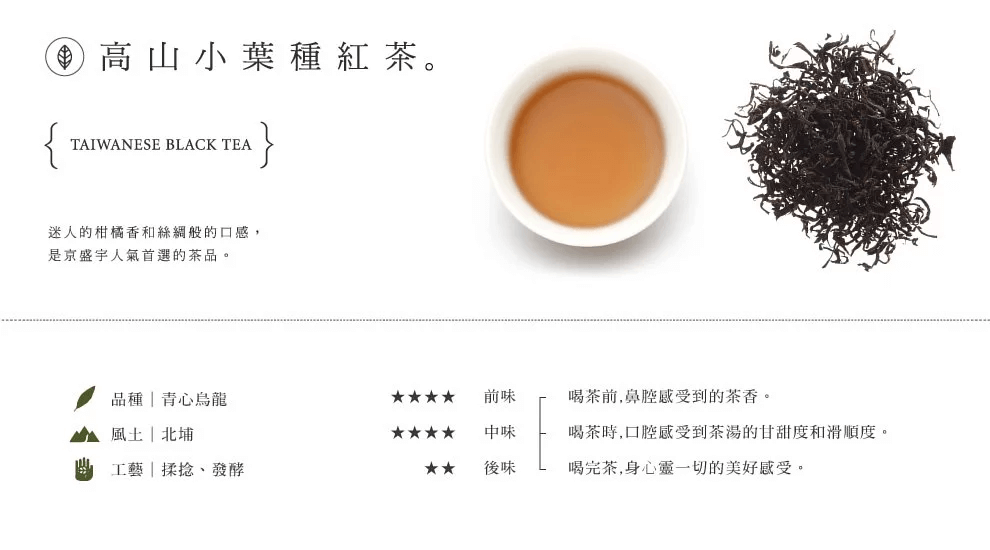 高山小葉種紅茶。
{ TAIWANESE BLACK TEA }
迷人的柑橘香和絲綢般的口感，
是京盛宇人氣首選的茶品。
品種｜青心烏龍
風土｜北埔
工藝｜揉捻、發酵
★★★★ 前味 喝茶前,鼻腔感受到的茶香。
★★★★ 中味 喝茶時,口腔感受到茶湯的甘甜度和滑順度。
★★ 後味 喝完茶,身心靈一切的美好感受。